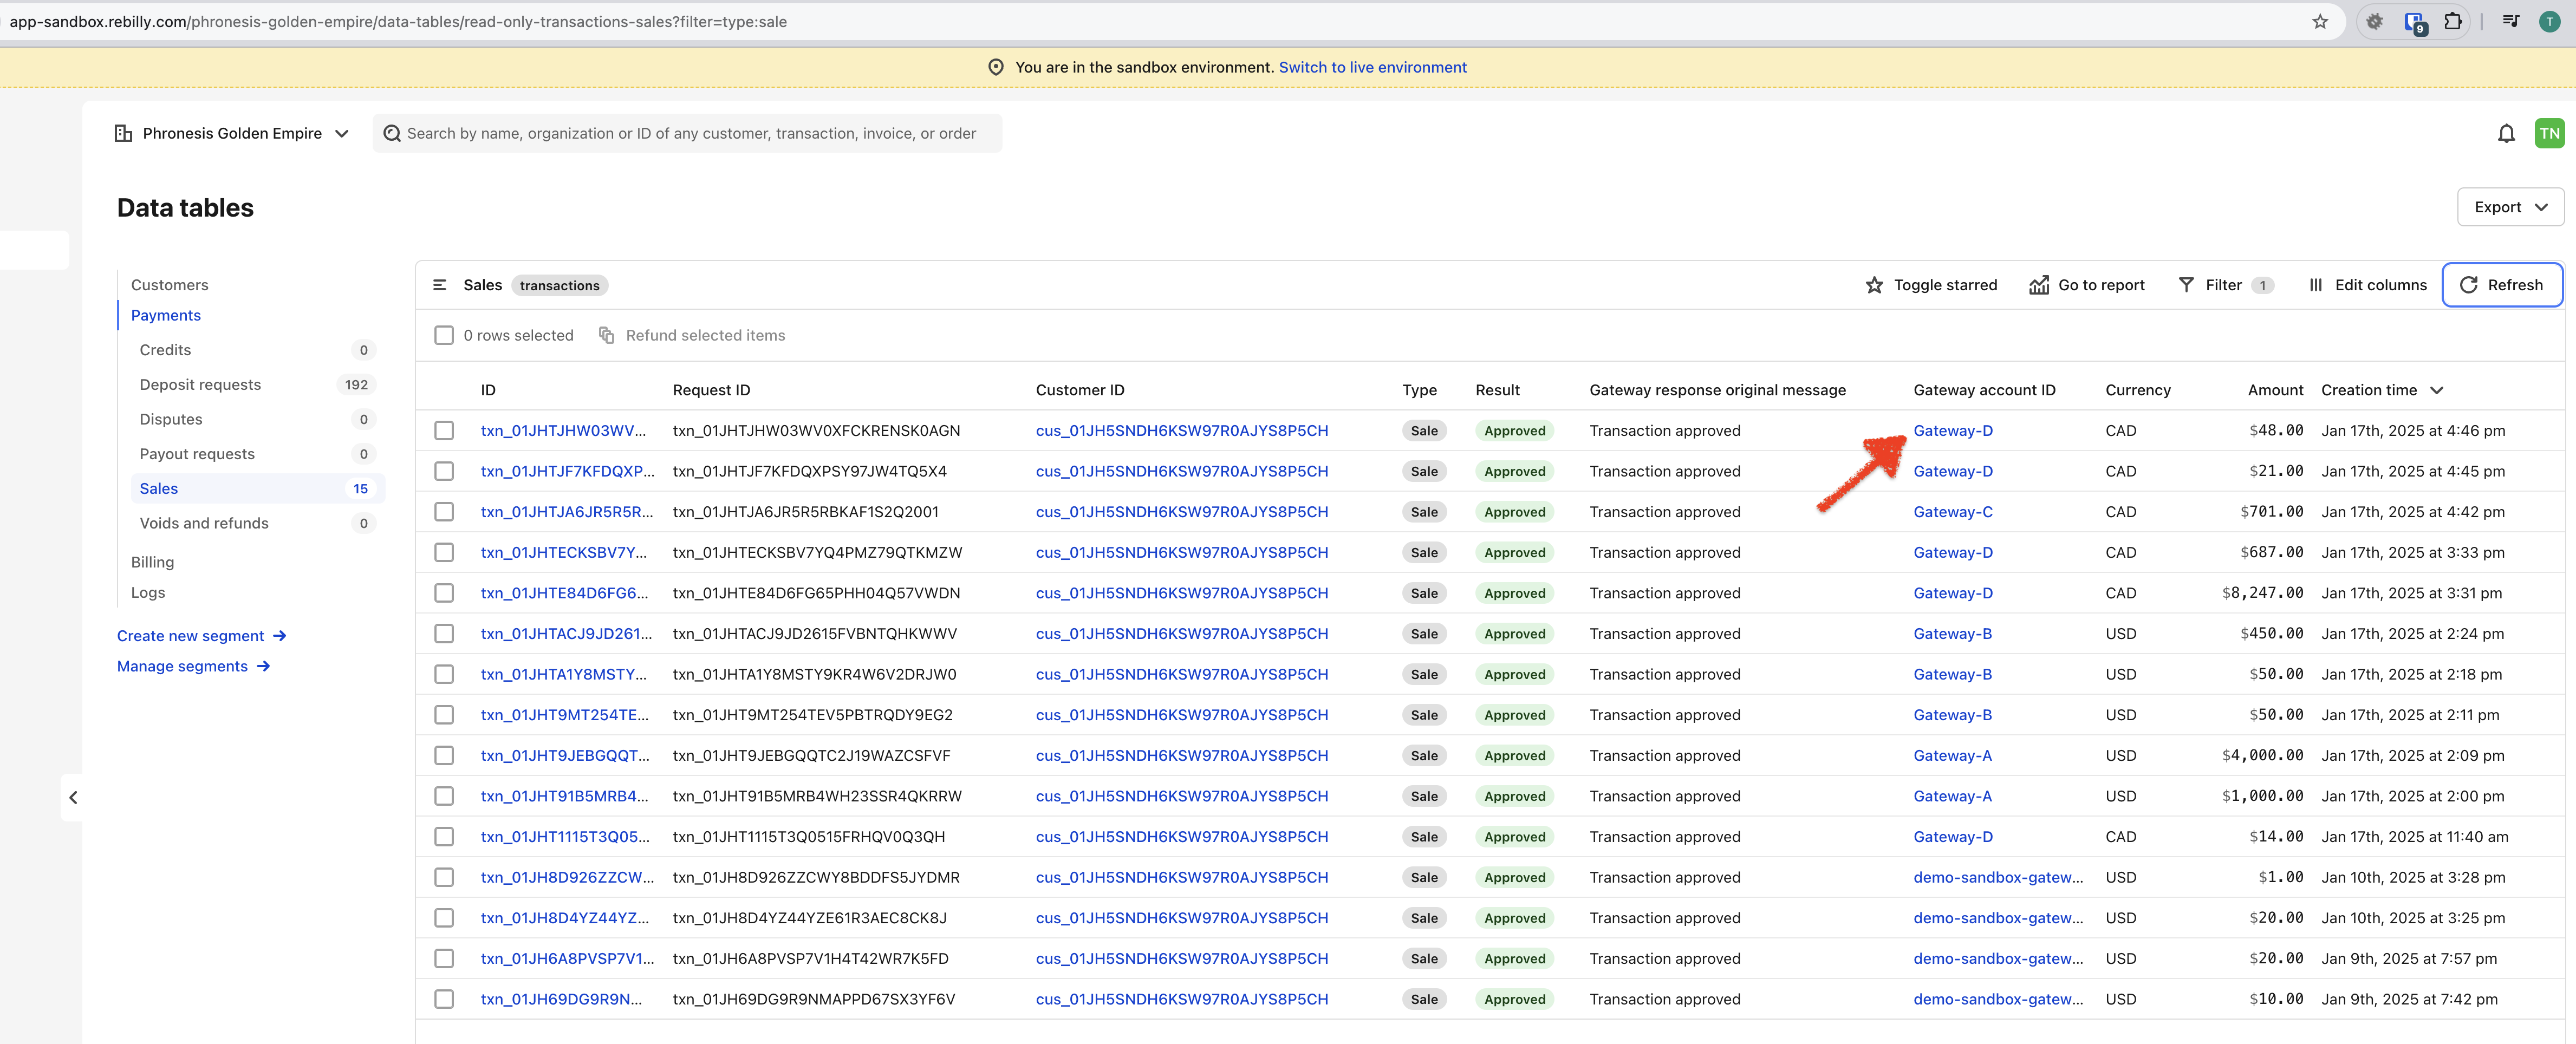 app-sandbox.rebilly.com/phronesis-golden-empire/data-tables/read-only-transactions-sales?filter=type:sale
9
T
You are in the sandbox environment. Switch to live environment
Phronesis Golden Empire
Search by name, organization or ID of any customer, transaction, invoice, or order
TN
Data tables
Export
Customers
Payments
Credits 0
Deposit requests 192
Disputes 0
Payout requests 0
Sales 15
Voids and refunds 0
Billing
Logs
Create new segment
Manage segments
Sales transactions Toggle starred Go to report Filter 1 Edit columns Refresh
0 rows selected Refund selected items
ID Request ID Customer ID Type Result Gateway response original message Gateway account ID Currency Amount Creation time
txn_01JHTJHW03WV... txn_01JHTJHW03WV0XFCKRENSK0AGN cus_01JH5SNDH6KSW97R0AJYS8P5CH Sale Approved Transaction approved Gateway-D CAD $48.00 Jan 17th, 2025 at 4:46 pm
txn_01JHTJF7KFDQXP... txn_01JHTJF7KFDQXPSY97JW4TQ5X4 cus_01JH5SNDH6KSW97R0AJYS8P5CH Sale Approved Transaction approved Gateway-D CAD $21.00 Jan 17th, 2025 at 4:45 pm
txn_01JHTJA6JR5R5R... txn_01JHTJA6JR5R5RBKAF1S2Q2001 cus_01JH5SNDH6KSW97R0AJYS8P5CH Sale Approved Transaction approved Gateway-C CAD $701.00 Jan 17th, 2025 at 4:42 pm
txn_01JHTECKSBV7Y... txn_01JHTECKSBV7YQ4PMZ79QTKMZW cus_01JH5SNDH6KSW97R0AJYS8P5CH Sale Approved Transaction approved Gateway-D CAD $687.00 Jan 17th, 2025 at 3:33 pm
txn_01JHTE84D6FG6... txn_01JHTE84D6FG65PHH04Q57VWDN cus_01JH5SNDH6KSW97R0AJYS8P5CH Sale Approved Transaction approved Gateway-D CAD $8,247.00 Jan 17th, 2025 at 3:31 pm
txn_01JHTACJ9JD261... txn_01JHTACJ9JD2615FVBNTQHKWWV cus_01JH5SNDH6KSW97R0AJYS8P5CH Sale Approved Transaction approved Gateway-B USD $450.00 Jan 17th, 2025 at 2:24 pm
txn_01JHTA1Y8MSTY... txn_01JHTA1Y8MSTY9KR4W6V2DRJW0 cus_01JH5SNDH6KSW97R0AJYS8P5CH Sale Approved Transaction approved Gateway-B USD $50.00 Jan 17th, 2025 at 2:18 pm
txn_01JHT9MT254TE... txn_01JHT9MT254TEV5PBTRQDY9EG2 cus_01JH5SNDH6KSW97R0AJYS8P5CH Sale Approved Transaction approved Gateway-B USD $50.00 Jan 17th, 2025 at 2:11 pm
txn_01JHT9JEBGQQT... txn_01JHT9JEBGQQTC2J19WAZCSFVF cus_01JH5SNDH6KSW97R0AJYS8P5CH Sale Approved Transaction approved Gateway-A USD $4,000.00 Jan 17th, 2025 at 2:09 pm
txn_01JHT91B5MRB4... txn_01JHT91B5MRB4WH23SSR4QKRRW cus_01JH5SNDH6KSW97R0AJYS8P5CH Sale Approved Transaction approved Gateway-A USD $1,000.00 Jan 17th, 2025 at 2:00 pm
txn_01JHT1115T3Q05... txn_01JHT1115T3Q0515FRHQV0Q3QH cus_01JH5SNDH6KSW97R0AJYS8P5CH Sale Approved Transaction approved Gateway-D CAD $14.00 Jan 17th, 2025 at 11:40 am
txn_01JH8D926ZZCW... txn_01JH8D926ZZCWY8BDDFS5JYDMR cus_01JH5SNDH6KSW97R0AJYS8P5CH Sale Approved Transaction approved demo-sandbox-gatew... USD $1.00 Jan 10th, 2025 at 3:28 pm
txn_01JH8D4YZ44YZ... txn_01JH8D4YZ44YZE61R3AEC8CK8J cus_01JH5SNDH6KSW97R0AJYS8P5CH Sale Approved Transaction approved demo-sandbox-gatew... USD $20.00 Jan 10th, 2025 at 3:25 pm
txn_01JH6A8PVSP7V1... txn_01JH6A8PVSP7V1H4T42WR7K5FD cus_01JH5SNDH6KSW97R0AJYS8P5CH Sale Approved Transaction approved demo-sandbox-gatew... USD $20.00 Jan 9th, 2025 at 7:57 pm
txn_01JH69DG9R9N... txn_01JH69DG9R9NMAPPD67SX3YF6V cus_01JH5SNDH6KSW97R0AJYS8P5CH Sale Approved Transaction approved demo-sandbox-gatew... USD $10.00 Jan 9th, 2025 at 7:42 pm